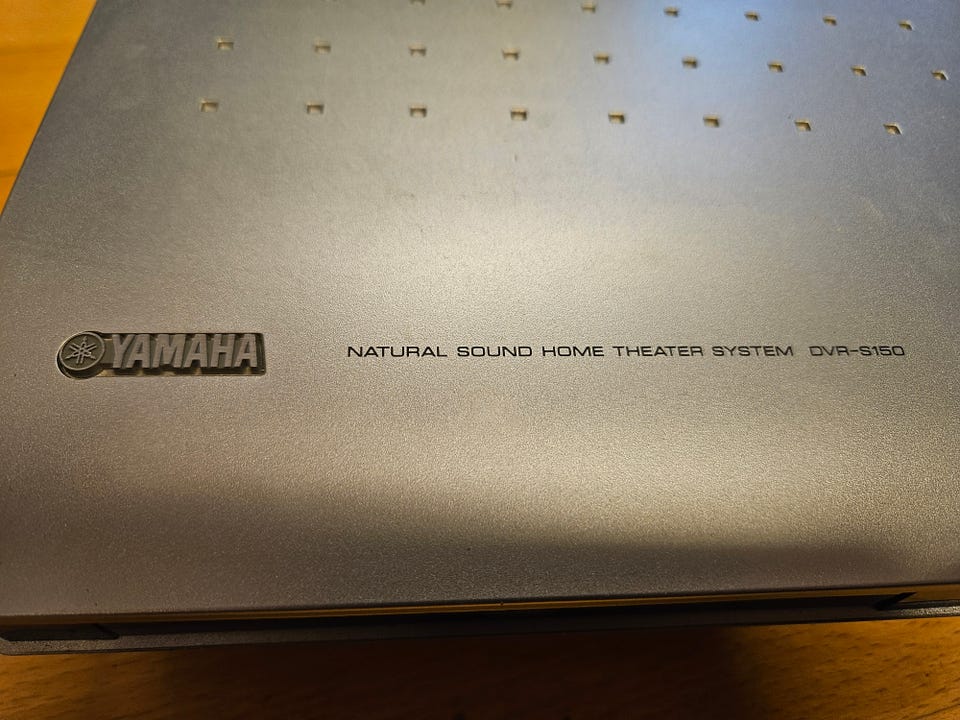 YAMAHA NATURAL SOUND HOME THEATER SYSTEM DVR-S150